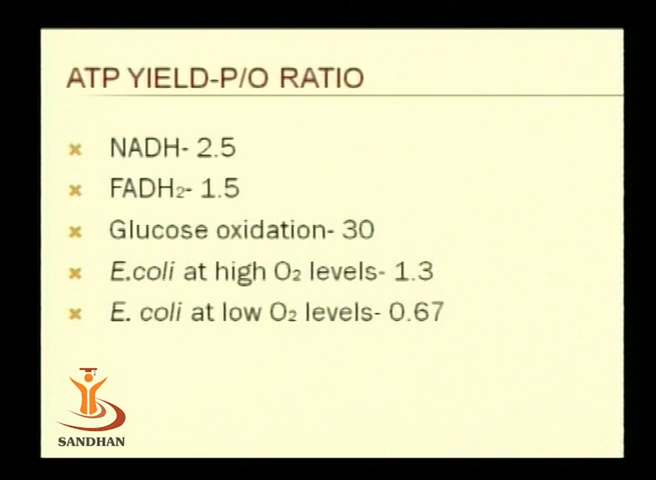 ATP YIELD-P/O RATIO
NADH- 2.5
FADH₂- 1.5
Glucose oxidation- 30
E.coli at high O₂ levels- 1.3
E. coli at low O₂ levels- 0.67
SANDHAN